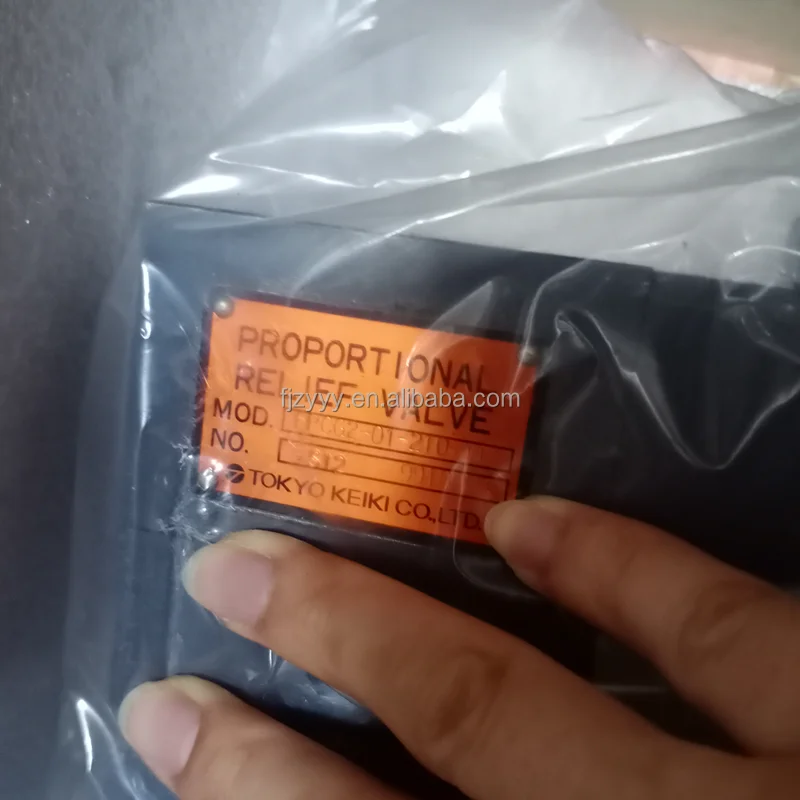 PROPORTIONAL
RELIEF VALVE
fjzyyy.en.alibaba.com
MOD.
NO.
TOKYO KEIKI CO.,LTD.